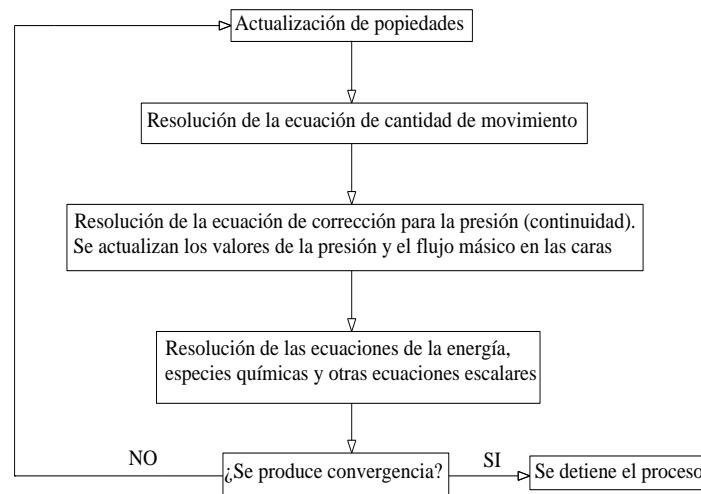 Actualización de popiedades
Resolución de la ecuación de cantidad de movimiento
Resolución de la ecuación de corrección para la presión (continuidad).
Se actualizan los valores de la presión y el flujo másico en las caras
Resolución de las ecuaciones de la energía,
especies químicas y otras ecuaciones escalares
NO
¿Se produce convergencia?
SI
Se detiene el proceso